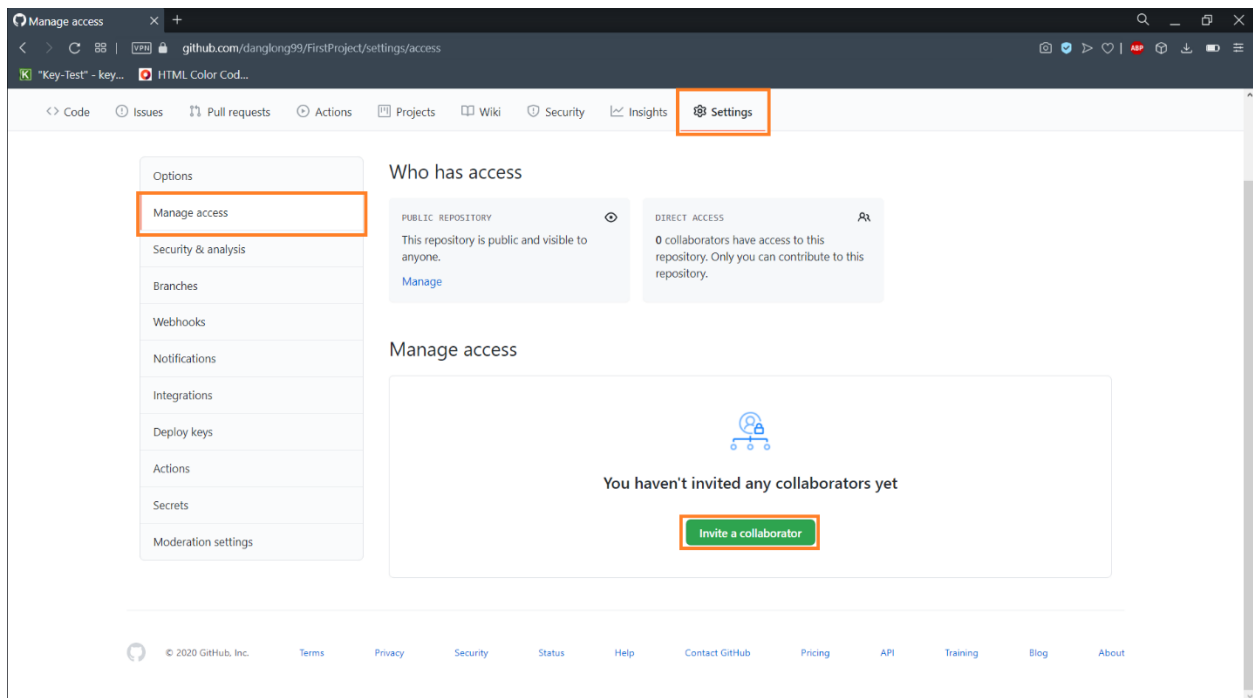 Manage access
github.com/danglong99/FirstProject/settings/access
VPN
ABP
"Key-Test" - key...
HTML Color Cod...
Code Issues Pull requests Actions Projects Wiki Security Insights Settings
Options
Manage access
Security & analysis
Branches
Webhooks
Notifications
Integrations
Deploy keys
Actions
Secrets
Moderation settings
Who has access
PUBLIC REPOSITORY
This repository is public and visible to
anyone.
Manage
DIRECT ACCESS
0 collaborators have access to this
repository. Only you can contribute to this
repository.
Manage access
You haven't invited any collaborators yet
Invite a collaborator
© 2020 GitHub, Inc. Terms Privacy Security Status Help Contact GitHub Pricing API Training Blog About